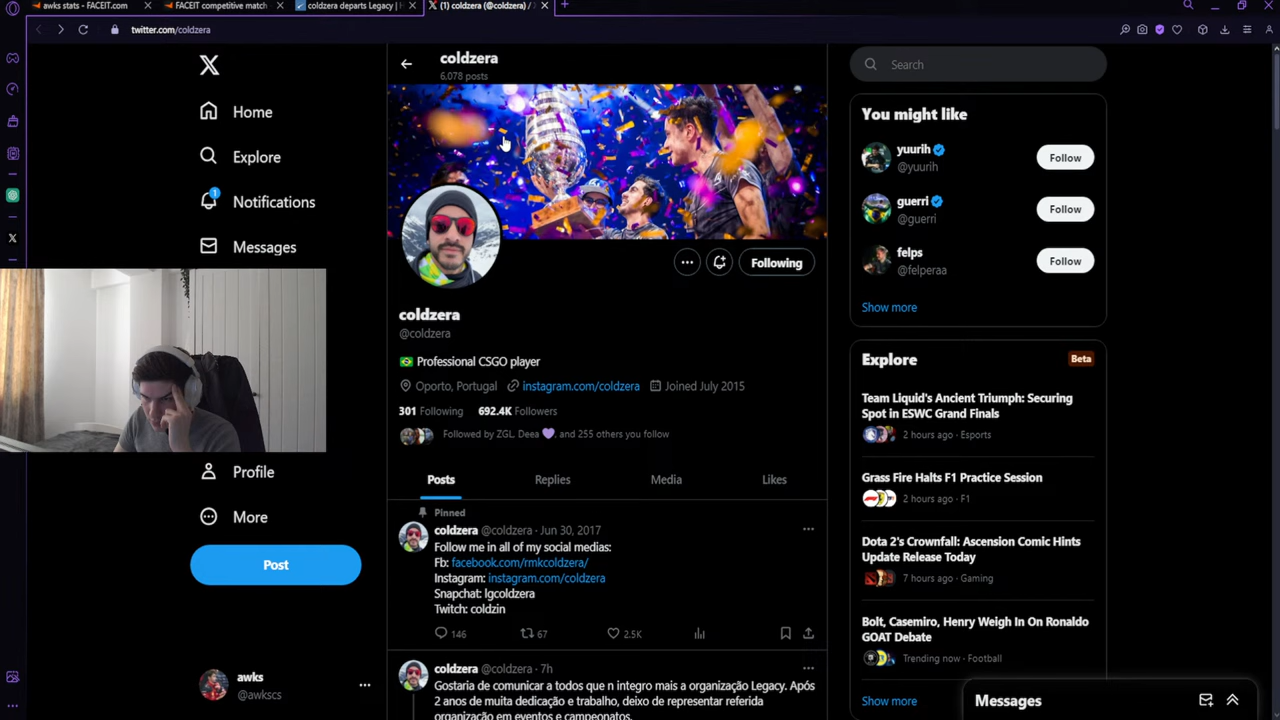 awks stats - FACEIT.com
FACEIT competitive match
coldzera departs Legacy | H
(1) coldzera (@coldzera) /
twitter.com/coldzera
Home
Explore
1
Notifications
Messages
Profile
More
Post
awks
@awkscs
coldzera
6.078 posts
Following
coldzera
@coldzera
Professional CSGO player
Oporto, Portugal instagram.com/coldzera Joined July 2015
301 Following 692.4K Followers
Followed by ZGL. Deea 💜, and 255 others you follow
Posts Replies Media Likes
Pinned
coldzera @coldzera · Jun 30, 2017
Follow me in all of my social medias:
Fb: facebook.com/rmkcoldzera/
Instagram: instagram.com/coldzera
Snapchat: lgcoldzera
Twitch: coldzin
146 67 2.5K
coldzera @coldzera · 7h
Gostaria de comunicar a todos que n integro mais a organização Legacy. Após
2 anos de muita dedicação e trabalho, deixo de representar referida
organização em eventos e campeonatos.
Search
You might like
yuurih
@yuurih
Follow
guerri
@guerri
Follow
felps
@felperaa
Follow
Show more
Explore Beta
Team Liquid's Ancient Triumph: Securing
Spot in ESWC Grand Finals
2 hours ago · Esports
Grass Fire Halts F1 Practice Session
2 hours ago · F1
Dota 2's Crownfall: Ascension Comic Hints
Update Release Today
7 hours ago · Gaming
Bolt, Casemiro, Henry Weigh In On Ronaldo
GOAT Debate
Trending now · Football
Show more
Messages